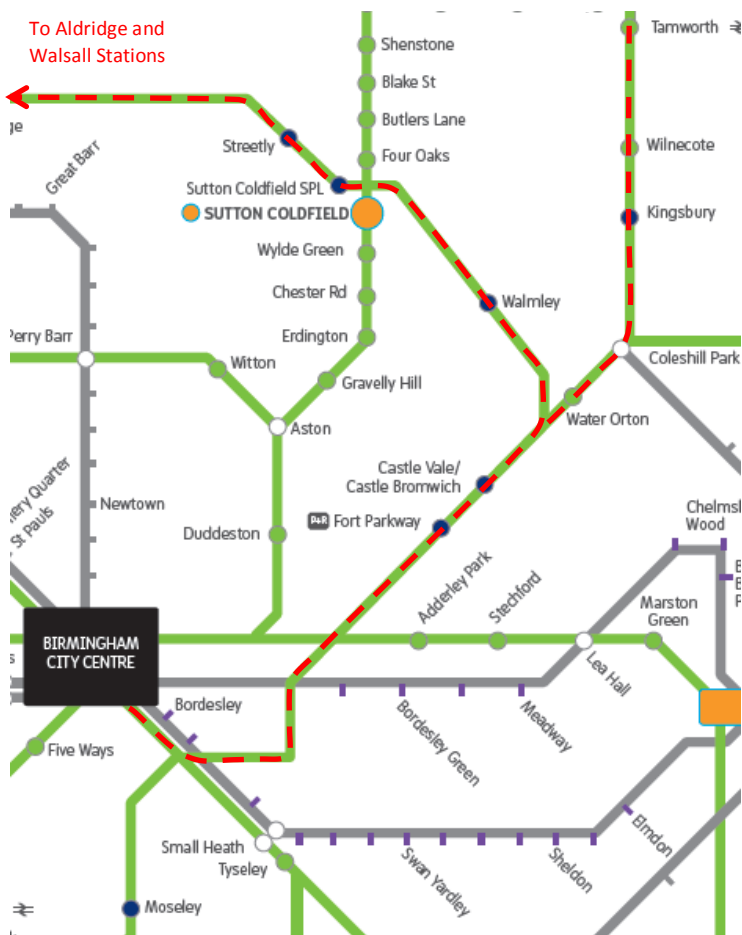 To Aldridge and
Walsall Stations
Shenstone
Blake St
Butlers Lane
Four Oaks
Streetly
Sutton Coldfield SPL
SUTTON COLDFIELD
Wylde Green
Chester Rd
Erdington
Gravelly Hill
Great Barr
Perry Barr
Witton
Aston
Tamworth
Wilnecote
Kingsbury
Walmley
Coleshill Park
Water Orton
Castle Vale/
Castle Bromwich
P+R Fort Parkway
Quarter
St Pauls
Newtown
Duddeston
Wood
Adderley Park
Stechford
Marston
Green
BIRMINGHAM
CITY CENTRE
Lea Hall
Bordesley
Bordesley Green
Meadway
Five Ways
Small Heath
Tyseley
Swan Yardley
Sheldon
Elmdon
Moseley